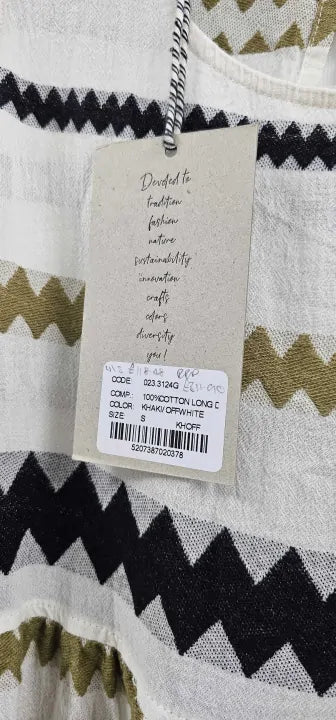 Devoted to
tradition
fashion
nature
sustainability
innovation
crafts
colors
diversity
you!
RRP
CODE: 023.3124G
COMP.: 100%COTTON LONG D
COLOR: KHAKI/OFFWHITE
SIZE: S KHOFF
5207387020378